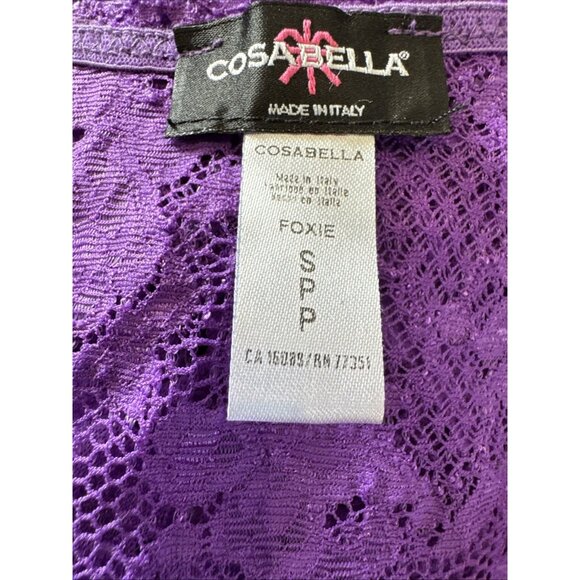 COSABELLA®
MADE IN ITALY
COSABELLA
Made in Italy
Fabriqué en Italie
Hecho en Italia
FOXIE
S
P
P
CA 16089/RN 77351